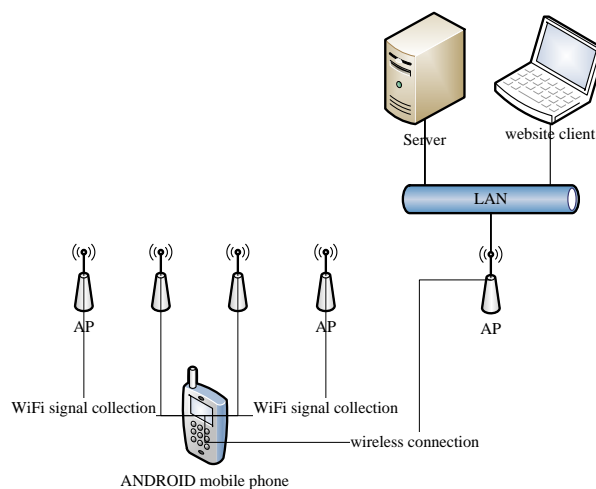 Server
website client
LAN
AP
AP
AP
WiFi signal collection
WiFi signal collection
wireless connection
ANDROID mobile phone